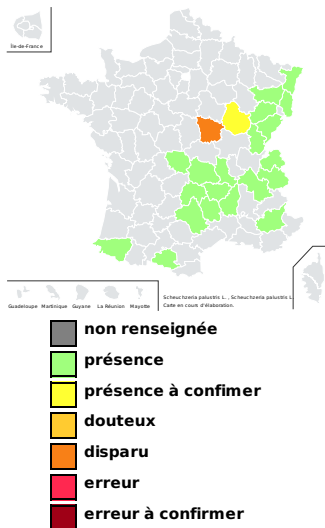 Île-de-France
Guadeloupe Martinique Guyane La Réunion Mayotte
Scheuchzeria palustris L. , Scheuchzeria palustris L.
Carte en cours d'élaboration.
non renseignée
présence
présence à confimer
douteux
disparu
erreur
erreur à confirmer